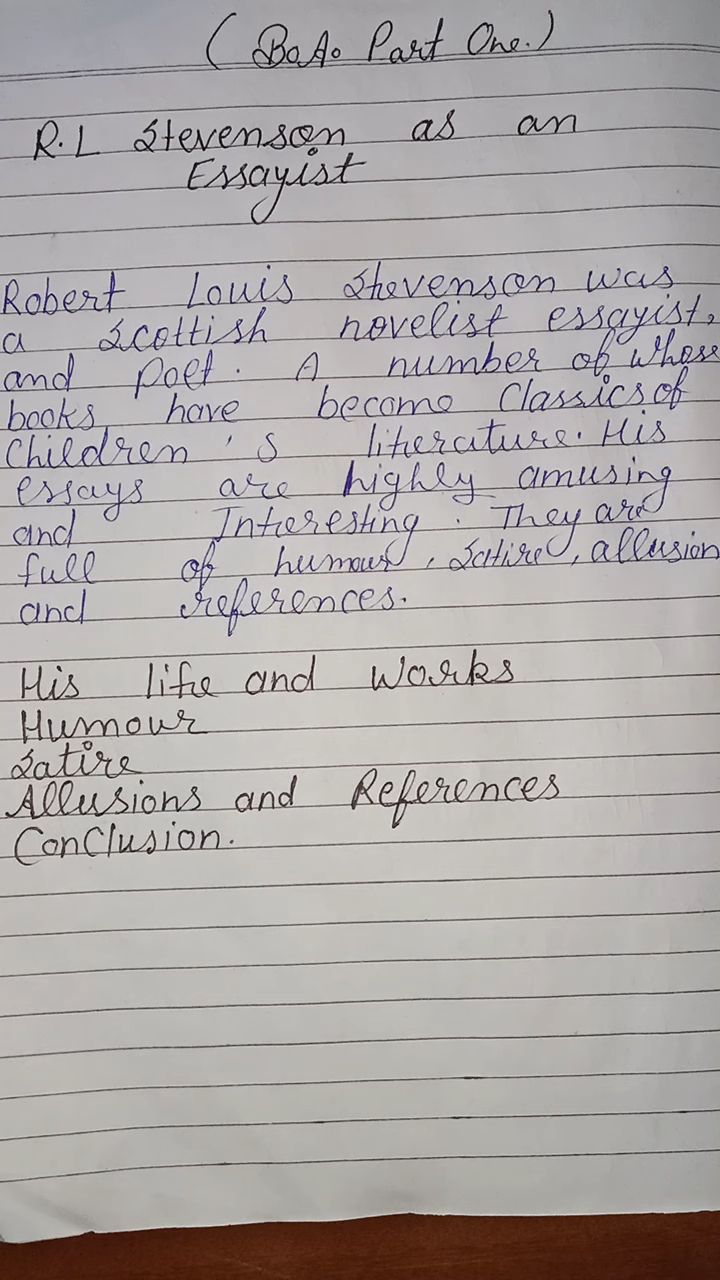 (B.A. Part One.)
R.L Stevenson as an
Essayist
Robert Louis Stevenson was
a Scottish novelist essayist,
and Poet. A number of whose
books have become Classics of
Children's literature. His
essays are highly amusing
and Interesting. They are
full of humour, Satire, allusion
and references.
His life and Works
Humour
Satire
Allusions and References
Conclusion.